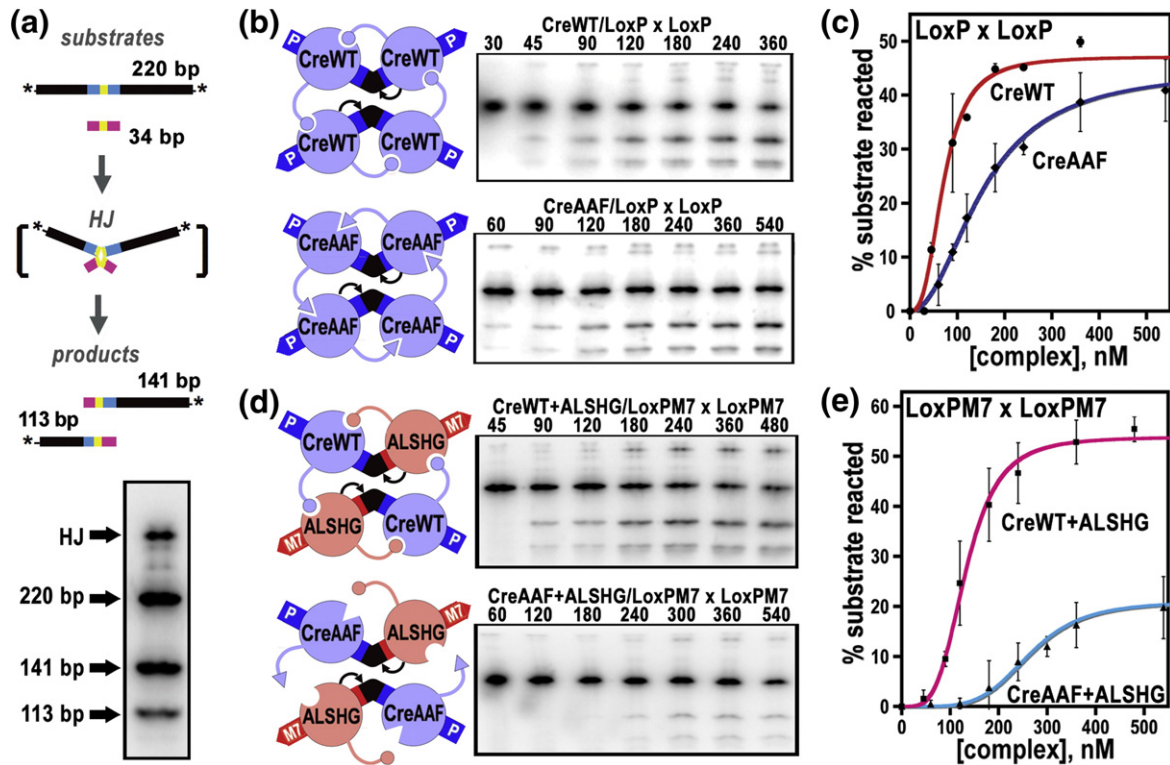 (a)
substrates
220 bp
* *
34 bp
HJ
* *
products
141 bp
*
113 bp
*
HJ
220 bp
141 bp
113 bp
(b)
P P
CreWT CreWT
CreWT CreWT
P P
CreWT/LoxP x LoxP
30 45 90 120 180 240 360
CreAAF CreAAF
CreAAF CreAAF
P P
P P
CreAAF/LoxP x LoxP
60 90 120 180 240 360 540
(c)
LoxP x LoxP
CreWT
CreAAF
% substrate reacted
50
40
30
20
10
0
0 100 200 300 400 500
[complex], nM
(d)
P M7
CreWT ALSHG
ALSHG CreWT
M7 P
CreWT+ALSHG/LoxPM7 x LoxPM7
45 90 120 180 240 360 480
P M7
CreAAF ALSHG
ALSHG CreAAF
M7 P
CreAAF+ALSHG/LoxPM7 x LoxPM7
60 120 180 240 300 360 540
(e)
LoxPM7 x LoxPM7
CreWT+ALSHG
CreAAF+ALSHG
% substrate reacted
60
50
40
30
20
10
0
0 100 200 300 400 500
[complex], nM